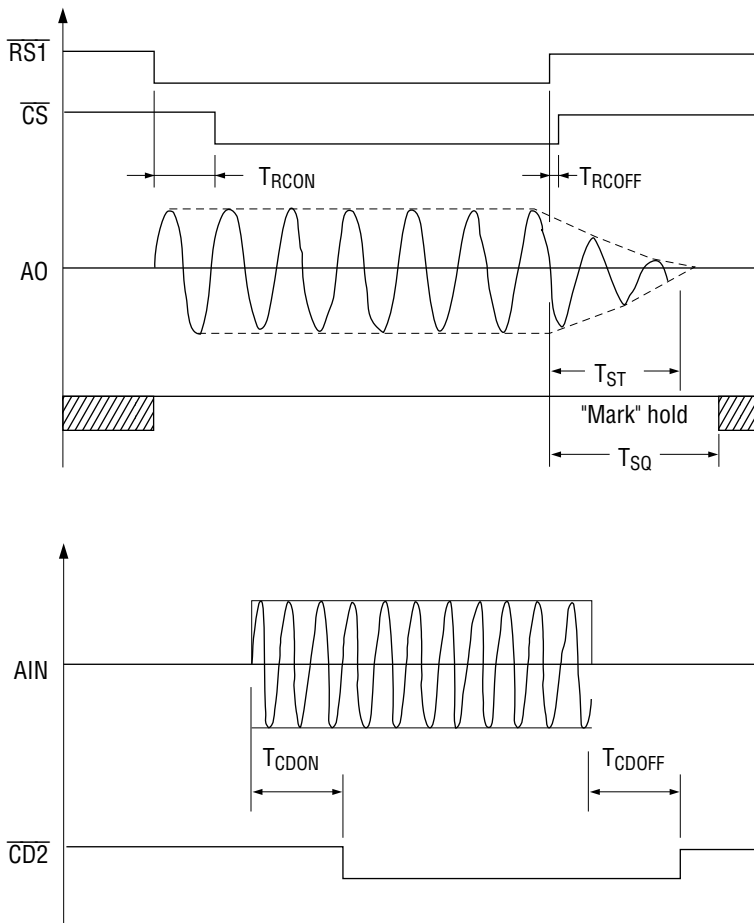 RS1
CS
TRCON
TRCOFF
AO
TST
"Mark" hold
TSQ
AIN
TCDON
TCDOFF
CD2